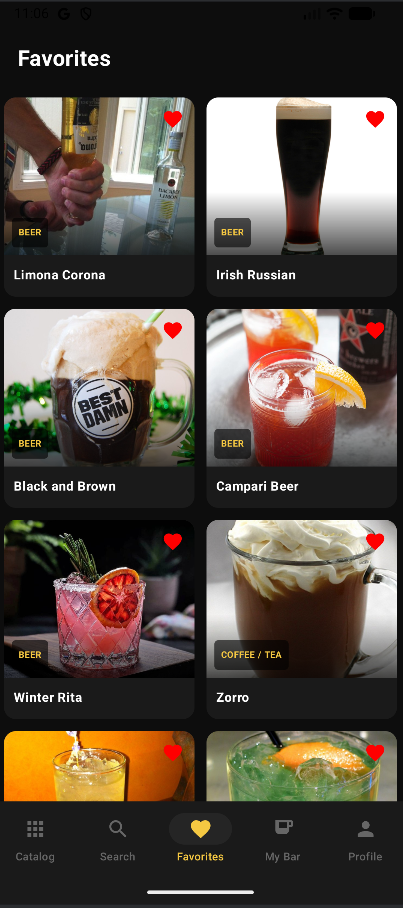 11:06
Favorites
BEER
Limona Corona
BEER
Irish Russian
BEST
DAMN
BEER
Black and Brown
ALE
BEER
Campari Beer
BEER
Winter Rita
COFFEE / TEA
Zorro
Catalog
Search
Favorites
My Bar
Profile